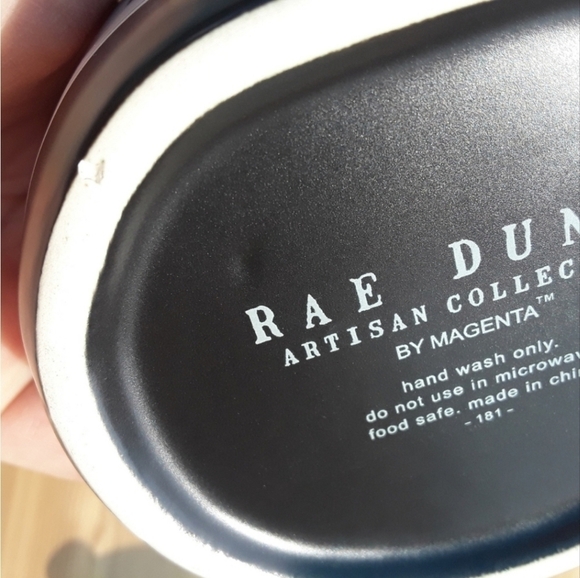 RAE DUN
ARTISAN COLLEC
BY MAGENTA™
hand wash only.
do not use in microwav
food safe. made in chin
- 181 -